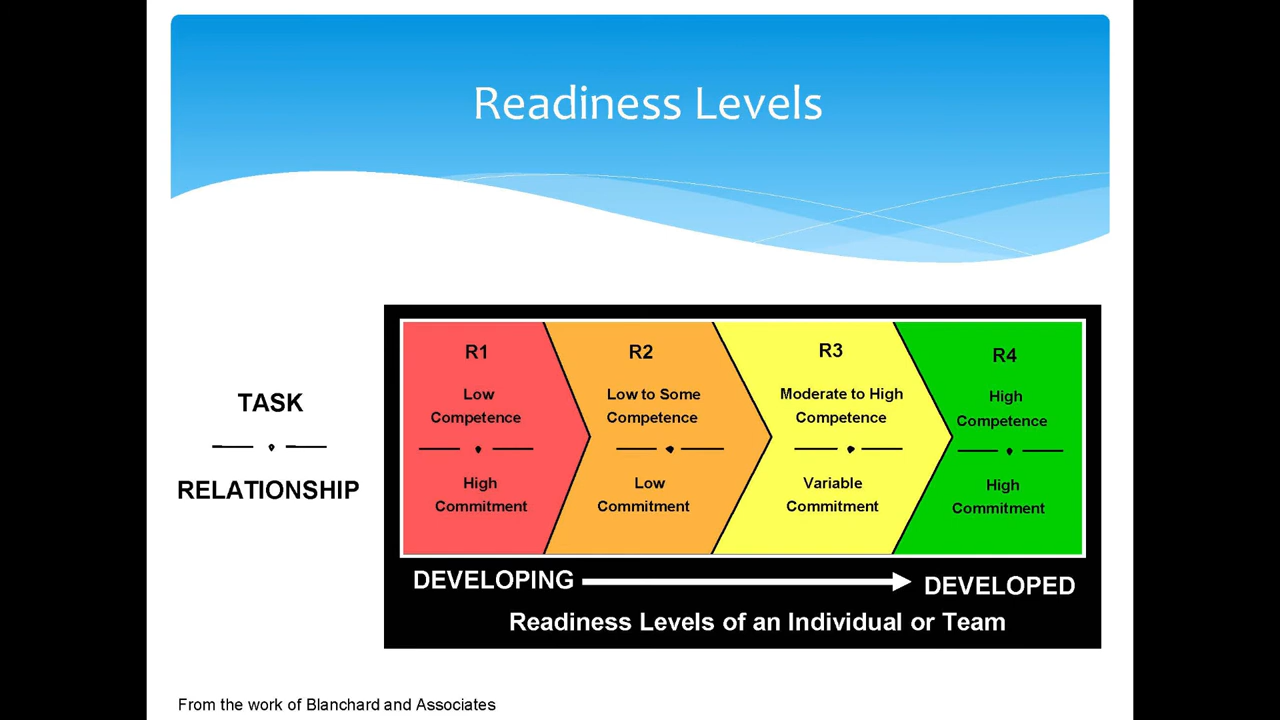 Readiness Levels
TASK
RELATIONSHIP
R1
Low
Competence
High
Commitment
R2
Low to Some
Competence
Low
Commitment
R3
Moderate to High
Competence
Variable
Commitment
R4
High
Competence
High
Commitment
DEVELOPING
DEVELOPED
Readiness Levels of an Individual or Team
From the work of Blanchard and Associates